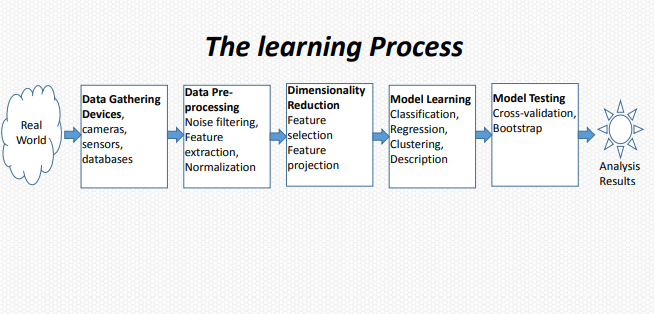 The learning Process
Real
World
Data Gathering
Devices,
cameras,
sensors,
databases
Data Pre-
processing
Noise filtering,
Feature
extraction,
Normalization
Dimensionality
Reduction
Feature
selection
Feature
projection
Model Learning
Classification,
Regression,
Clustering,
Description
Model Testing
Cross-validation,
Bootstrap
Analysis
Results